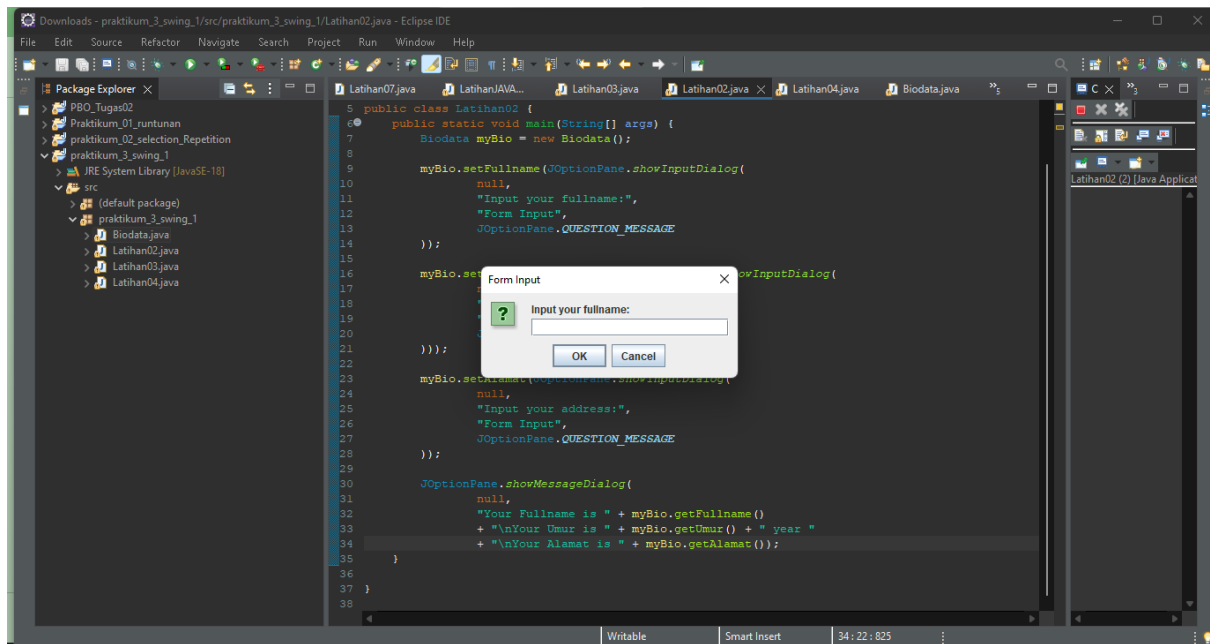 Downloads - praktikum_3_swing_1/src/praktikum_3_swing_1/Latihan02.java - Eclipse IDE
File Edit Source Refactor Navigate Search Project Run Window Help
Package Explorer
PBO_Tugas02
Praktikum_01_runtunan
praktikum_02_selection_Repetition
praktikum_3_swing_1
JRE System Library [JavaSE-18]
src
(default package)
praktikum_3_swing_1
Biodata.java
Latihan02.java
Latihan03.java
Latihan04.java
Latihan07.java LatihanJAVA... Latihan03.java Latihan02.java Latihan04.java Biodata.java »5
5 public class Latihan02 {
6 public static void main(String[] args) {
7 Biodata myBio = new Biodata();
8
9 myBio.setFullname(JOptionPane.showInputDialog(
10 null,
11 "Input your fullname:",
12 "Form Input",
13 JOptionPane.QUESTION_MESSAGE
14 ));
15
16 myBio.set owInputDialog(
17
18 "
19 "
20
21 )));
22
23 myBio.setAlamat(JOptionPane.showInputDialog(
24 null,
25 "Input your address:",
26 "Form Input",
27 JOptionPane.QUESTION_MESSAGE
28 ));
29
30 JOptionPane.showMessageDialog(
31 null,
32 "Your Fullname is " + myBio.getFullname()
33 + "\nYour Umur is " + myBio.getUmur() + " year "
34 + "\nYour Alamat is " + myBio.getAlamat());
35 }
36
37 }
38
Form Input
Input your fullname:
OK Cancel
C »3
Latihan02 (2) [Java Applicat
Writable Smart Insert 34 : 22 : 825